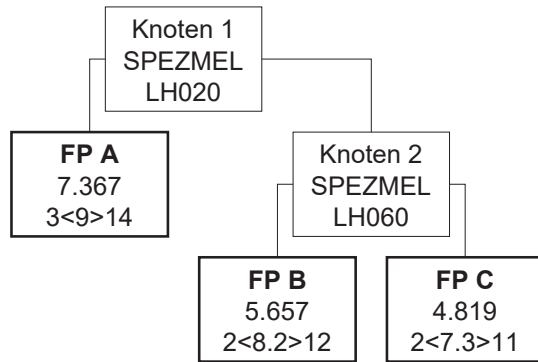 Knoten 1
SPEZMEL
LH020
FP A
7.367
3<9>14
Knoten 2
SPEZMEL
LH060
FP B
5.657
2<8.2>12
FP C
4.819
2<7.3>11